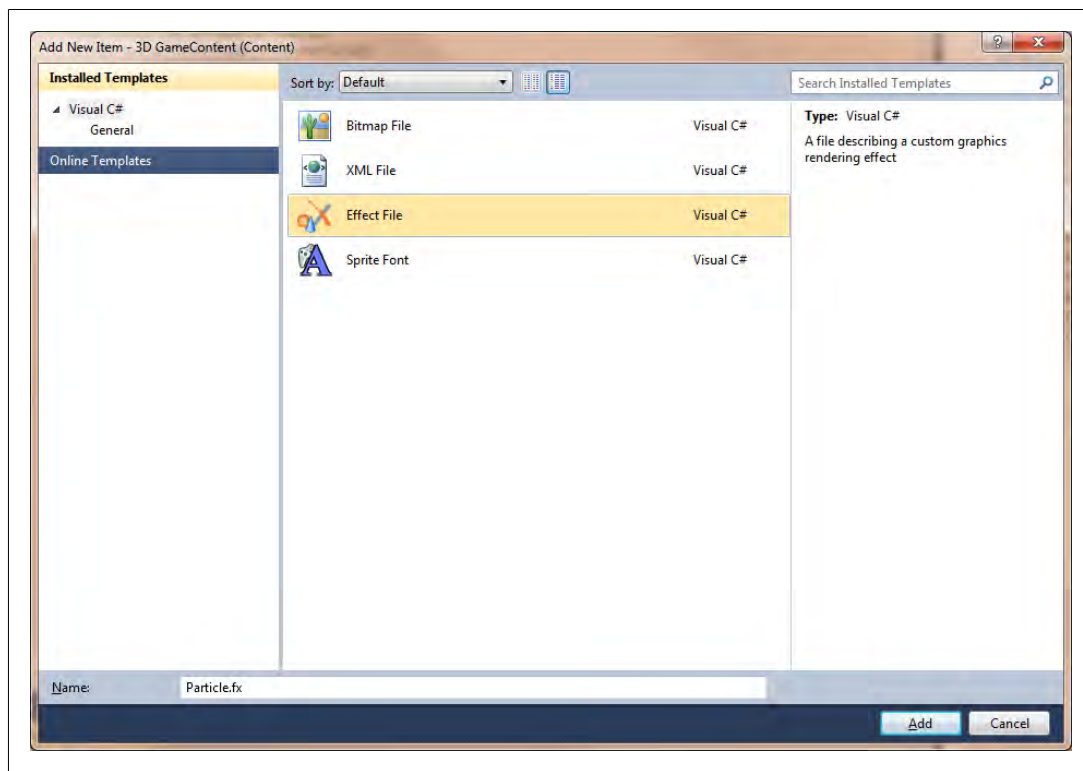 Add New Item - 3D GameContent (Content)
Installed Templates
Visual C#
General
Online Templates
Sort by: Default
Bitmap File Visual C#
XML File Visual C#
Effect File Visual C#
Sprite Font Visual C#
Search Installed Templates
Type: Visual C#
A file describing a custom graphics
rendering effect
Name: Particle.fx
Add Cancel